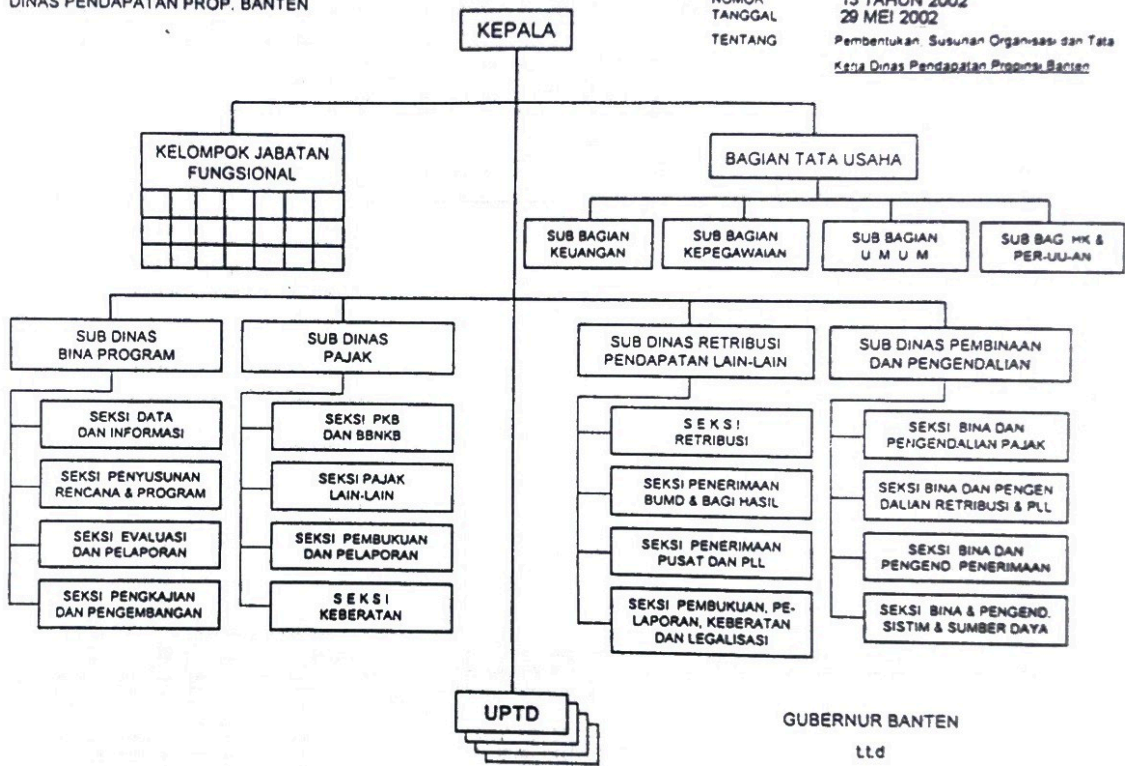 DINAS PENDAPATAN PROP. BANTEN
NOMOR 13 TAHUN 2002
TANGGAL 29 MEI 2002
TENTANG Pembentukan, Susunan Organisasi dan Tata
Kerja Dinas Pendapatan Propinsi Banten
KEPALA
KELOMPOK JABATAN
FUNGSIONAL
BAGIAN TATA USAHA
SUB BAGIAN
KEUANGAN
SUB BAGIAN
KEPEGAWAIAN
SUB BAGIAN
U M U M
SUB BAG HK &
PER-UU-AN
SUB DINAS
BINA PROGRAM
SEKSI DATA
DAN INFORMASI
SEKSI PENYUSUNAN
RENCANA & PROGRAM
SEKSI EVALUASI
DAN PELAPORAN
SEKSI PENGKAJIAN
DAN PENGEMBANGAN
SUB DINAS
PAJAK
SEKSI PKB
DAN BBNKB
SEKSI PAJAK
LAIN-LAIN
SEKSI PEMBUKUAN
DAN PELAPORAN
S E K S I
KEBERATAN
SUB DINAS RETRIBUSI
PENDAPATAN LAIN-LAIN
S E K S I
RETRIBUSI
SEKSI PENERIMAAN
BUMD & BAGI HASIL
SEKSI PENERIMAAN
PUSAT DAN PLL
SEKSI PEMBUKUAN, PE-
LAPORAN, KEBERATAN
DAN LEGALISASI
SUB DINAS PEMBINAAN
DAN PENGENDALIAN
SEKSI BINA DAN
PENGENDALIAN PAJAK
SEKSI BINA DAN PENGEN
DALIAN RETRIBUSI & PLL
SEKSI BINA DAN
PENGEND PENERIMAAN
SEKSI BINA & PENGEND.
SISTIM & SUMBER DAYA
UPTD
GUBERNUR BANTEN
t.t.d